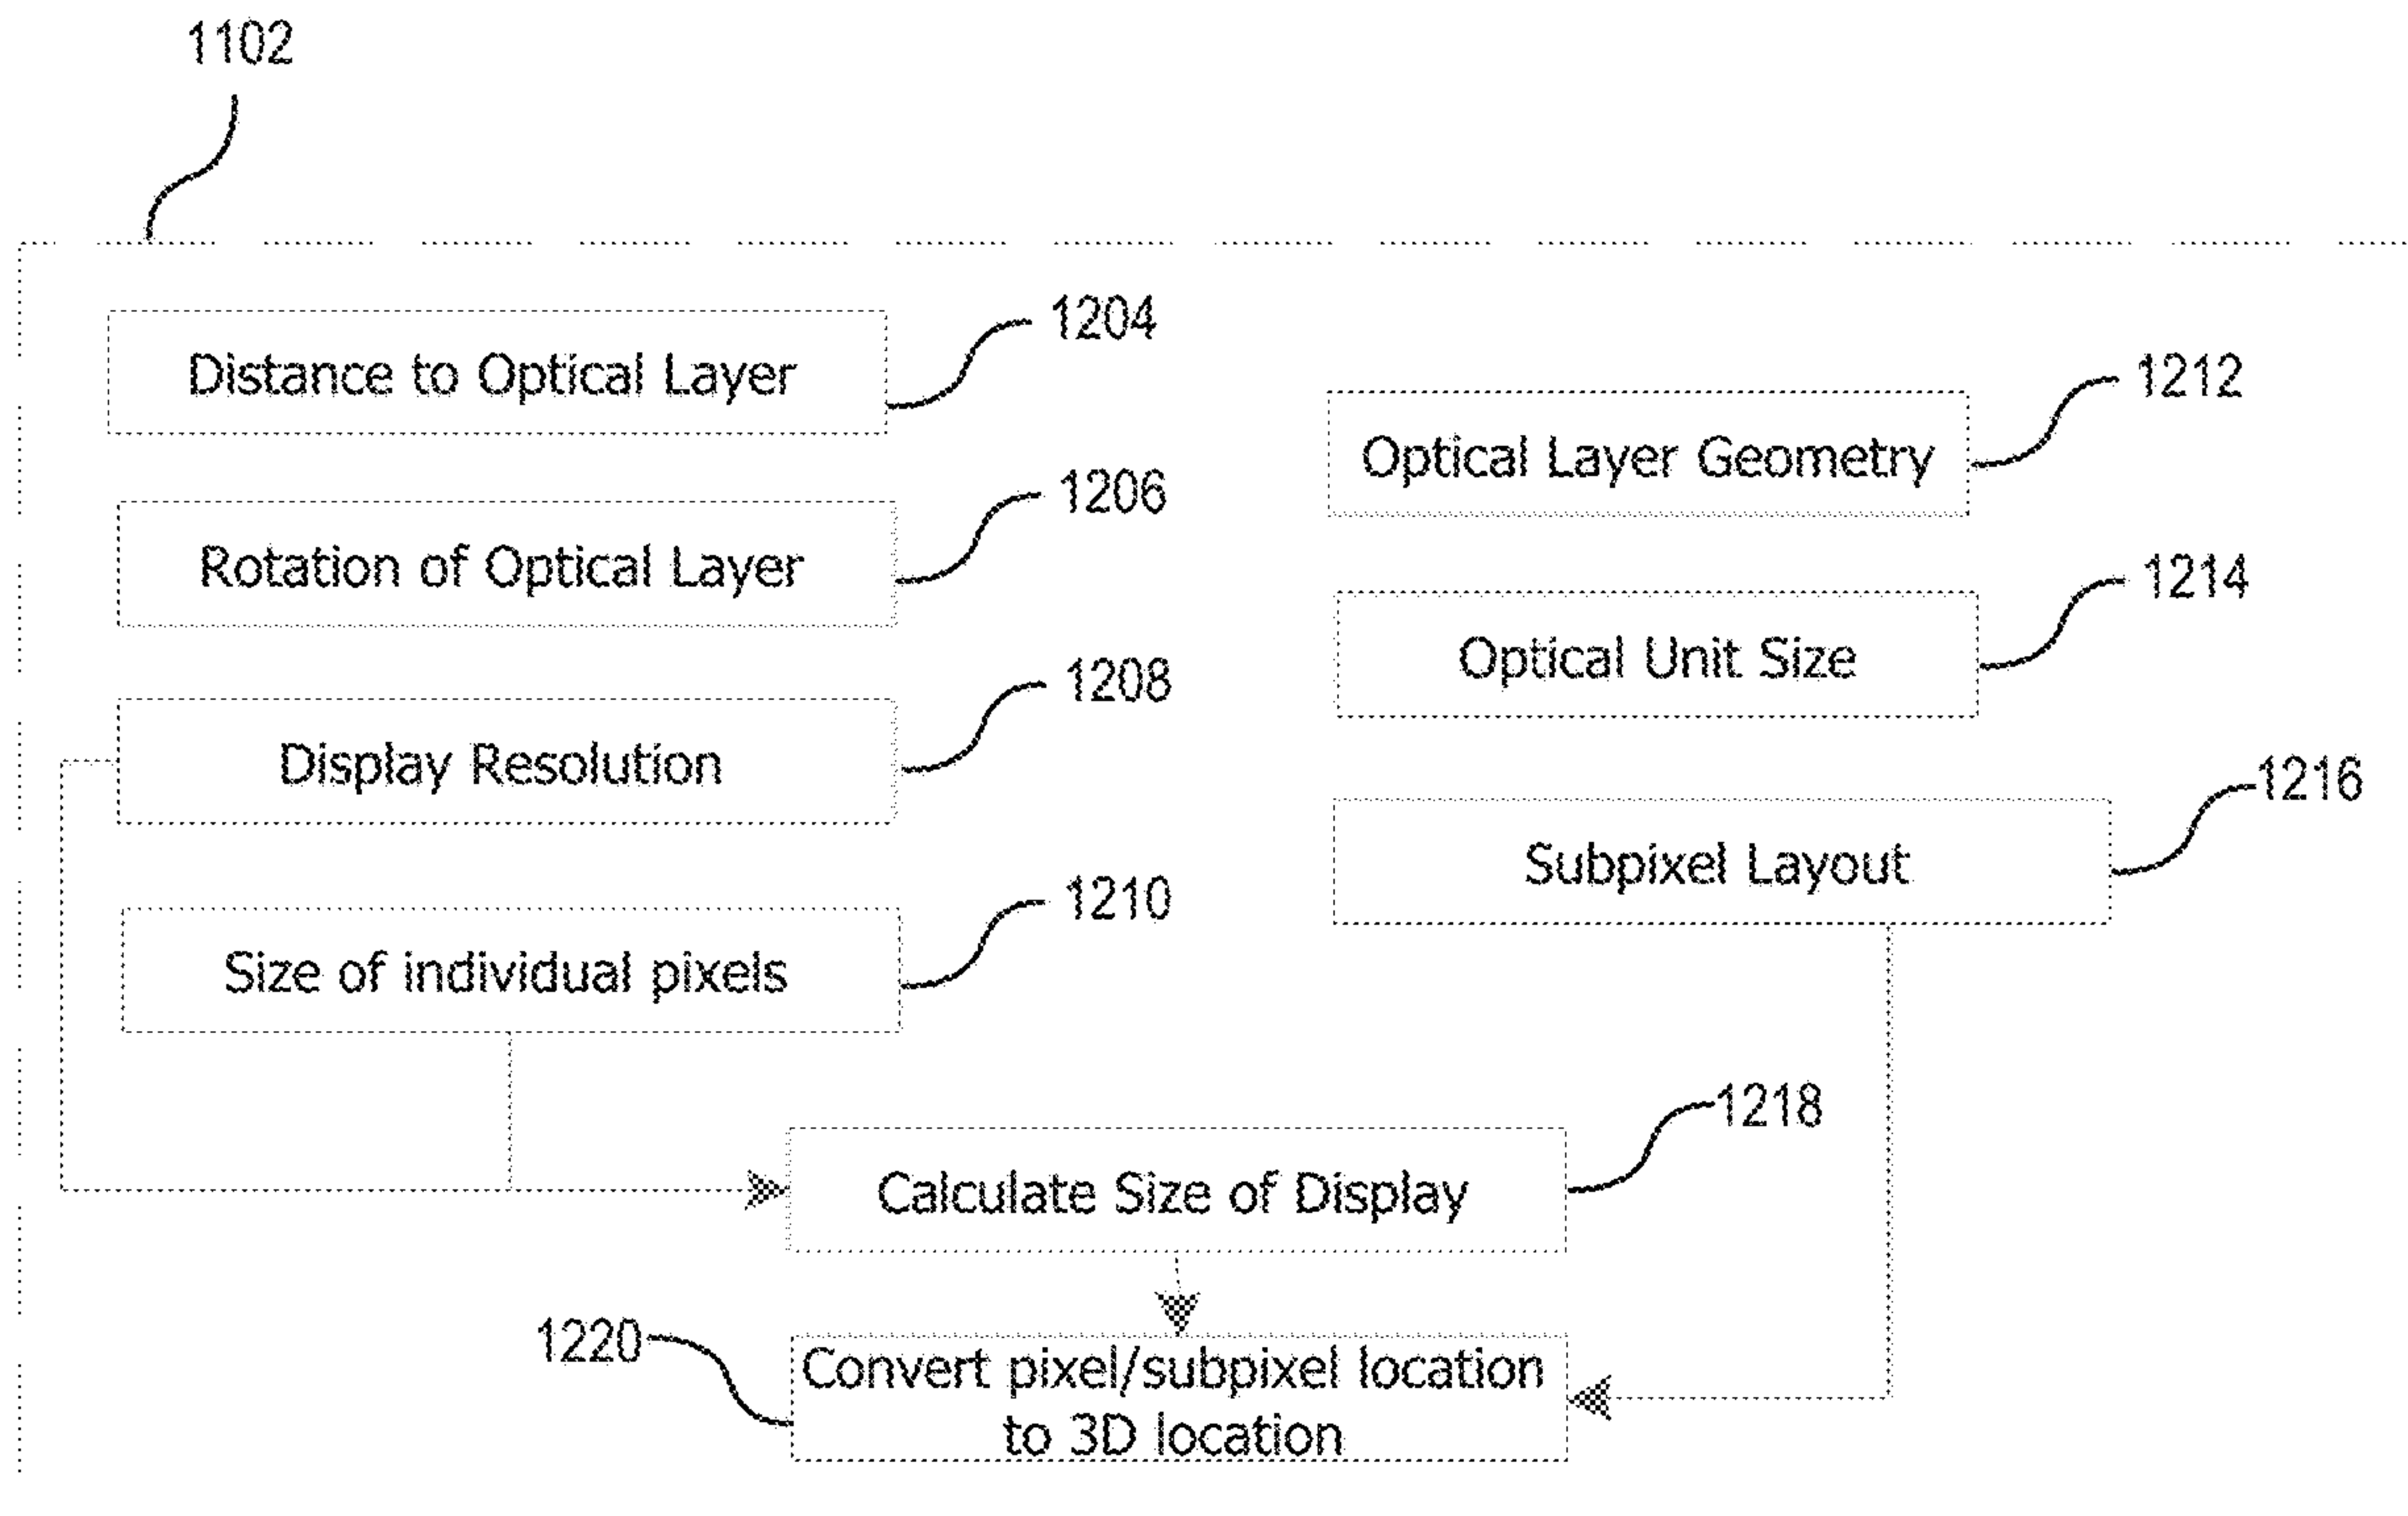 1102
Distance to Optical Layer
1204
Rotation of Optical Layer
1206
Display Resolution
1208
Size of individual pixels
1210
Optical Layer Geometry
1212
Optical Unit Size
1214
Subpixel Layout
1216
Calculate Size of Display
1218
1220
Convert pixel/subpixel location
to 3D location